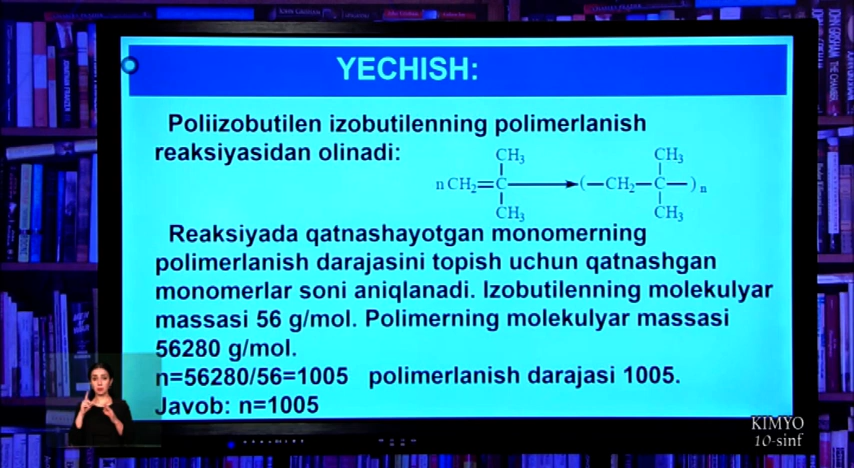 YECHISH:
Poliizobutilen izobutilenning polimerlanish
reaksiyasidan olinadi:
CH₃ CH₃
n CH₂=C⟶(—CH₂—C—)ₙ
CH₃ CH₃
Reaksiyada qatnashayotgan monomerning
polimerlanish darajasini topish uchun qatnashgan
monomerlar soni aniqlanadi. Izobutilenning molekulyar
massasi 56 g/mol. Polimerning molekulyar massasi
56280 g/mol.
n=56280/56=1005 polimerlanish darajasi 1005.
Javob: n=1005
KIMYO
10-sinf